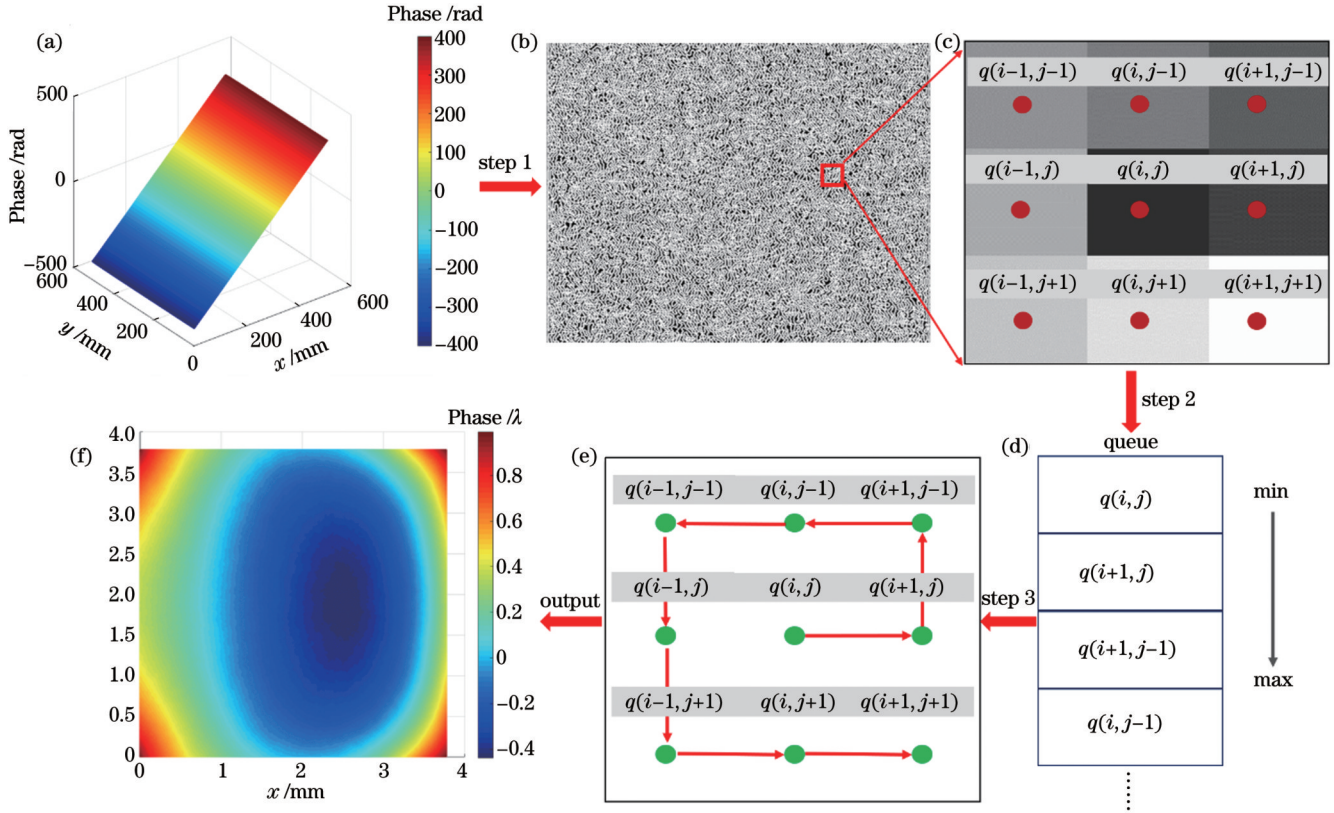 (a)
Phase /rad
500
0
−500
600
400
200
0
y /mm
200
400
600
x /mm
Phase /rad
400
300
200
100
0
−100
−200
−300
−400
step 1
(b)
(c)
q(i−1, j−1) q(i, j−1) q(i+1, j−1)
q(i−1, j) q(i, j) q(i+1, j)
q(i−1, j+1) q(i, j+1) q(i+1, j+1)
step 2
(d)
queue
q(i, j)
q(i+1, j)
q(i+1, j−1)
q(i, j−1)
min
max
step 3
(e)
q(i−1, j−1) q(i, j−1) q(i+1, j−1)
q(i−1, j) q(i, j) q(i+1, j)
q(i−1, j+1) q(i, j+1) q(i+1, j+1)
output
(f)
4.0
3.5
3.0
2.5
2.0
1.5
1.0
0.5
0
0 1 2 3 4
x /mm
Phase /λ
0.8
0.6
0.4
0.2
0
−0.2
−0.4